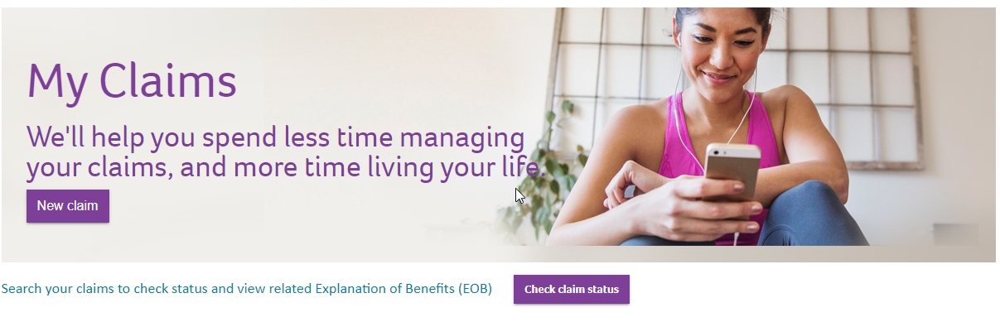 My Claims
We'll help you spend less time managing
your claims, and more time living your life.
New claim
Search your claims to check status and view related Explanation of Benefits (EOB)
Check claim status